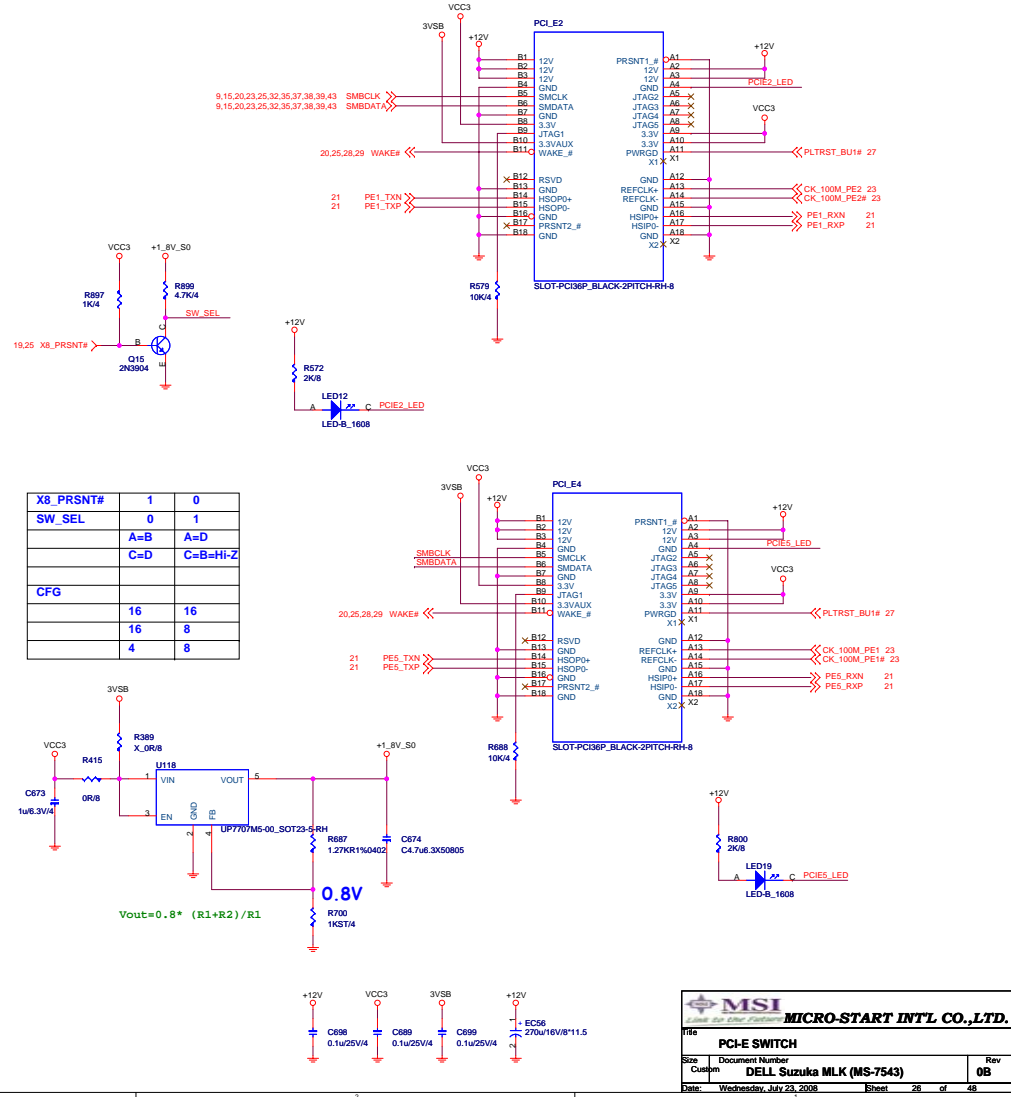 VCC3
3VSB
+12V
PCI_E2
B1 12V
B2 12V
B3 12V
B4 GND
B5 SMCLK
B6 SMDATA
B7 GND
B8 3.3V
B9 JTAG1
B10 3.3VAUX
B11 WAKE_#
B12 RSVD
B13 GND
B14 HSOP0+
B15 HSOP0-
B16 GND
B17 PRSNT2_#
B18 GND
PRSNT1_# A1
12V A2
12V A3
GND A4
JTAG2 A5
JTAG3 A6
JTAG4 A7
JTAG5 A8
3.3V A9
3.3V A10
PWRGD A11
X1 X1
GND A12
REFCLK+ A13
REFCLK- A14
GND A15
HSIP0+ A16
HSIP0- A17
GND A18
X2 X2
9,15,20,23,25,32,35,37,38,39,43 SMBCLK
9,15,20,23,25,32,35,37,38,39,43 SMBDATA
20,25,28,29 WAKE#
21 PE1_TXN
21 PE1_TXP
+12V
PCIE2_LED
VCC3
PLTRST_BU1# 27
CK_100M_PE2 23
CK_100M_PE2# 23
PE1_RXN 21
PE1_RXP 21
R579
10K/4
SLOT-PCI36P_BLACK-2PITCH-RH-8
VCC3
+1_8V_S0
R897
1K/4
R899
4.7K/4
SW_SEL
19,25 X8_PRSNT#
B
C
E
Q15
2N3904
+12V
R572
2K/8
LED12
A
C
PCIE2_LED
LED-B_1608
X8_PRSNT# 1 0
SW_SEL 0 1
A=B A=D
C=D C=B=Hi-Z
CFG
16 16
16 8
4 8
VCC3
3VSB
+12V
PCI_E4
B1 12V
B2 12V
B3 12V
B4 GND
B5 SMCLK
B6 SMDATA
B7 GND
B8 3.3V
B9 JTAG1
B10 3.3VAUX
B11 WAKE_#
B12 RSVD
B13 GND
B14 HSOP0+
B15 HSOP0-
B16 GND
B17 PRSNT2_#
B18 GND
PRSNT1_# A1
12V A2
12V A3
GND A4
JTAG2 A5
JTAG3 A6
JTAG4 A7
JTAG5 A8
3.3V A9
3.3V A10
PWRGD A11
X1 X1
GND A12
REFCLK+ A13
REFCLK- A14
GND A15
HSIP0+ A16
HSIP0- A17
GND A18
X2 X2
SMBCLK
SMBDATA
20,25,28,29 WAKE#
21 PE5_TXN
21 PE5_TXP
+12V
PCIE5_LED
VCC3
PLTRST_BU1# 27
CK_100M_PE1 23
CK_100M_PE1# 23
PE5_RXN 21
PE5_RXP 21
R688
10K/4
SLOT-PCI36P_BLACK-2PITCH-RH-8
3VSB
R389
X_0R/8
VCC3
R415
0R/8
C673
1u/6.3V/4
U118
1 VIN
3 EN
VOUT 5
GND
FB
2
4
UP7707M5-00_SOT23-5-RH
+1_8V_S0
R687
1.27KR1%0402
C674
C4.7u6.3X50805
0.8V
R700
1KST/4
Vout=0.8* (R1+R2)/R1
+12V
R800
2K/8
LED19
A
C
PCIE5_LED
LED-B_1608
+12V
VCC3
3VSB
+12V
C698
0.1u/25V/4
C689
0.1u/25V/4
C699
0.1u/25V/4
1
+ EC56
270u/16V/8*11.5
2
MSI
Link to the Future
MICRO-START INT'L CO.,LTD.
Title
PCI-E SWITCH
Size
Custom
Document Number
DELL Suzuka MLK (MS-7543)
Rev
0B
Date: Wednesday, July 23, 2008
Sheet 26 of 48